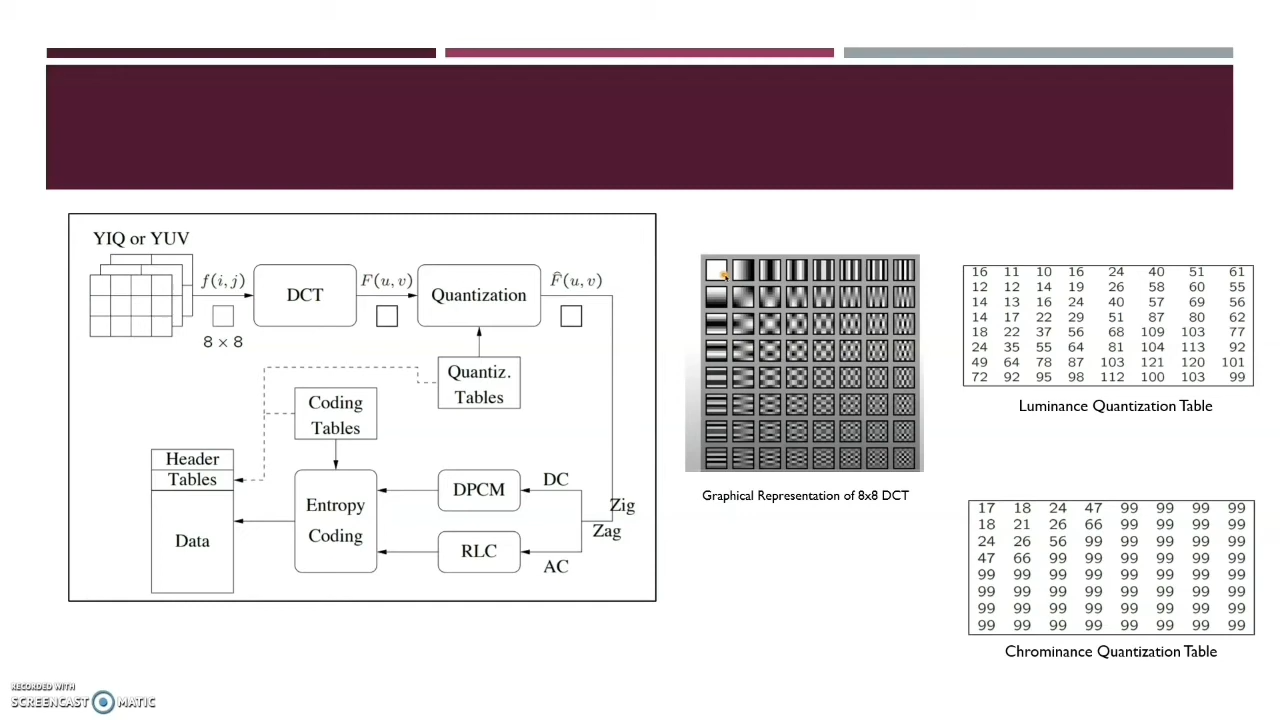 YIQ or YUV
f(i, j)
DCT
F(u, v)
Quantization
F̂(u, v)
8 × 8
Quantiz.
Tables
Coding
Tables
Header
Tables
Data
Entropy
Coding
DPCM
DC
Zig
Zag
RLC
AC
Graphical Representation of 8x8 DCT
16 11 10 16 24 40 51 61
12 12 14 19 26 58 60 55
14 13 16 24 40 57 69 56
14 17 22 29 51 87 80 62
18 22 37 56 68 109 103 77
24 35 55 64 81 104 113 92
49 64 78 87 103 121 120 101
72 92 95 98 112 100 103 99
Luminance Quantization Table
17 18 24 47 99 99 99 99
18 21 26 66 99 99 99 99
24 26 56 99 99 99 99 99
47 66 99 99 99 99 99 99
99 99 99 99 99 99 99 99
99 99 99 99 99 99 99 99
99 99 99 99 99 99 99 99
99 99 99 99 99 99 99 99
Chrominance Quantization Table
RECORDED WITH
SCREENCAST MATIC